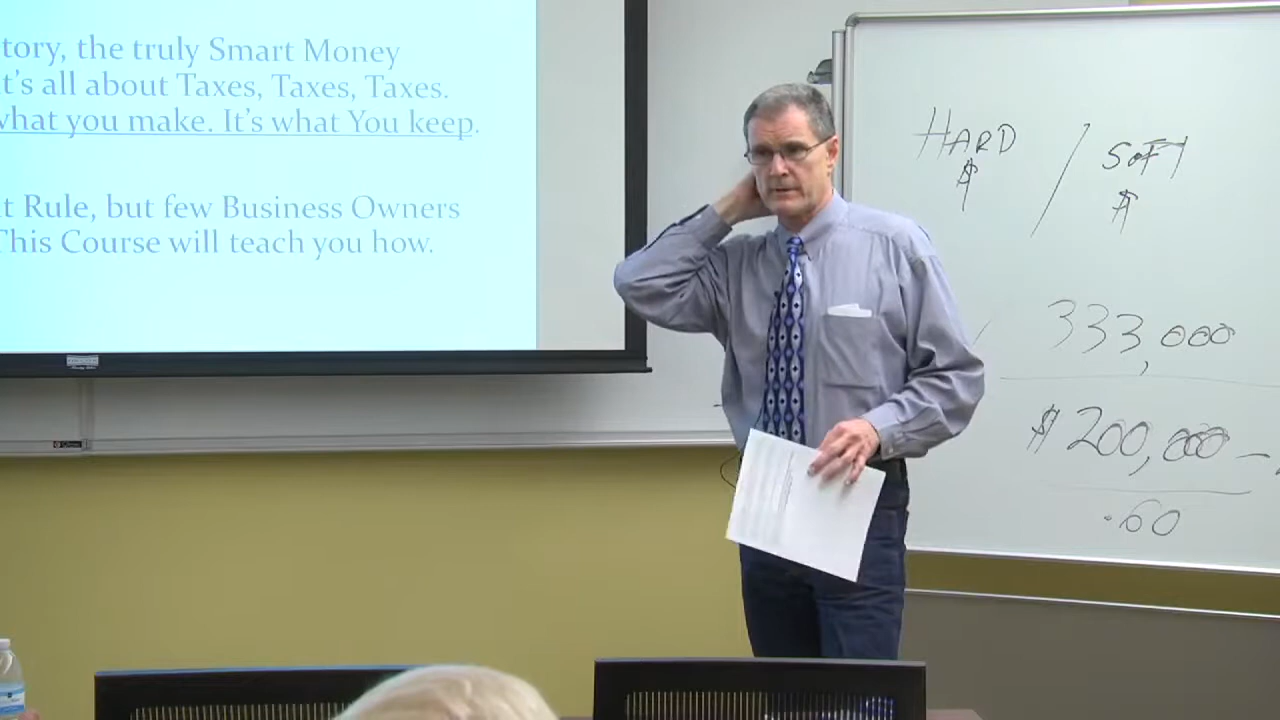 tory, the truly Smart Money
t's all about Taxes, Taxes, Taxes.
what you make. It's what You keep.
t Rule, but few Business Owners
This Course will teach you how.
HARD / SOFT
$ $
333,000
$200,000 –
.60